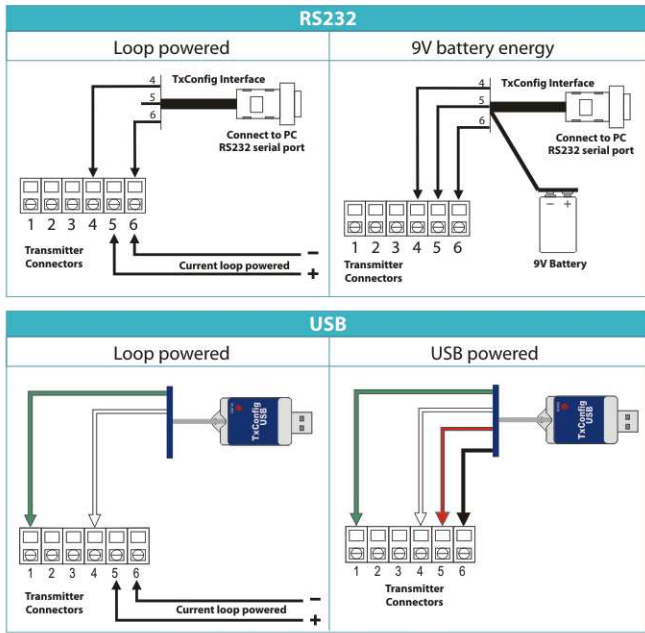 RS232
Loop powered
9V battery energy
4
TxConfig Interface
5
6
Connect to PC
RS232 serial port
1 2 3 4 5 6
Transmitter
Connectors
Current loop powered
−
+
4
TxConfig Interface
5
6
Connect to PC
RS232 serial port
− +
9V Battery
1 2 3 4 5 6
Transmitter
Connectors
USB
Loop powered
USB powered
TxConfig
USB
1 2 3 4 5 6
Transmitter
Connectors
Current loop powered
−
+
TxConfig
USB
1 2 3 4 5 6
Transmitter
Connectors